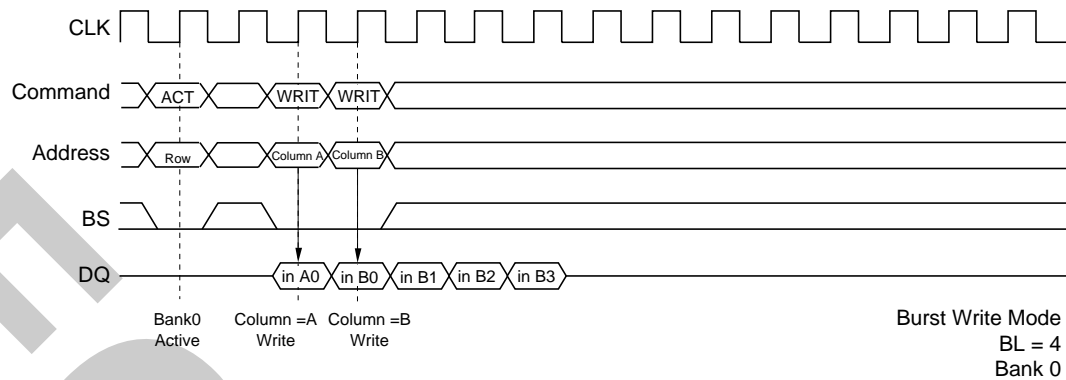 CLK
Command ACT WRIT WRIT
Address Row Column A Column B
BS
DQ in A0 in B0 in B1 in B2 in B3
Bank0 Column =A Column =B
Active Write Write
Burst Write Mode
BL = 4
Bank 0